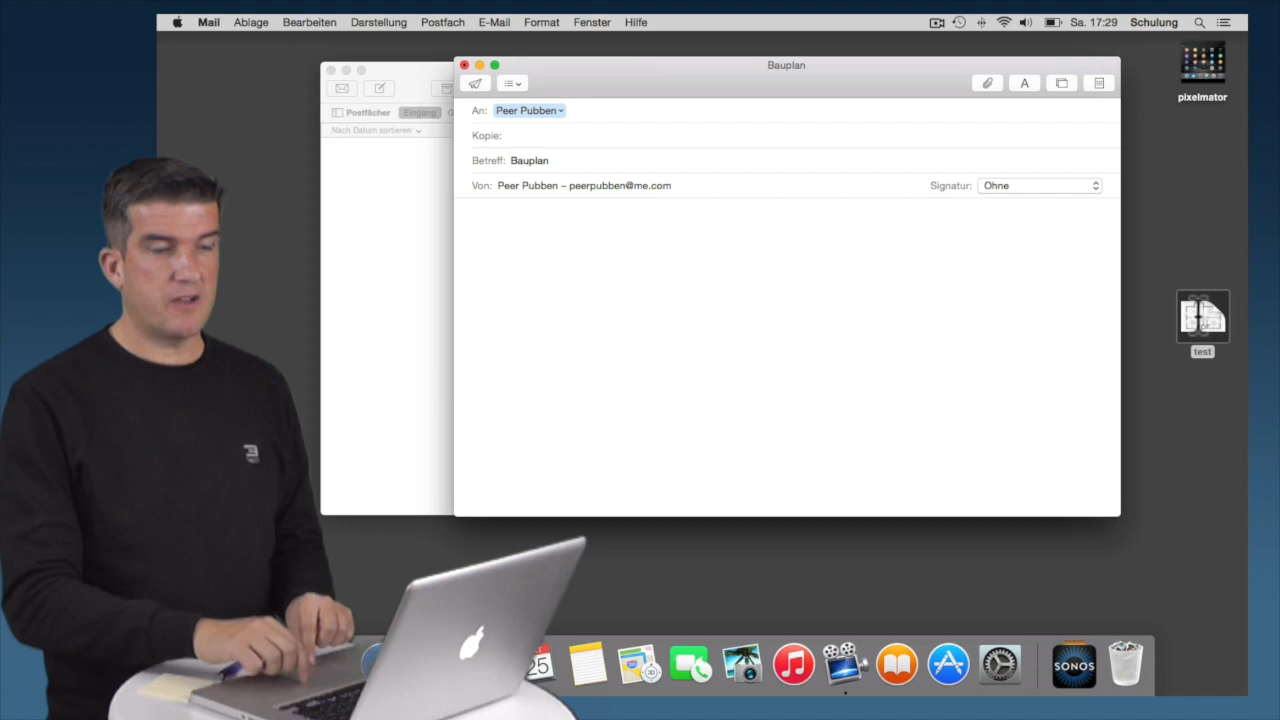 Mail Ablage Bearbeiten Darstellung Postfach E-Mail Format Fenster Hilfe Sa. 17:29 Schulung
Bauplan
pixelmator
An: Peer Pubben
Postfächer Eingang G
Nach Datum sortieren
Kopie:
Betreff: Bauplan
Von: Peer Pubben – peerpubben@me.com Signatur: Ohne
test
25
30
SONOS